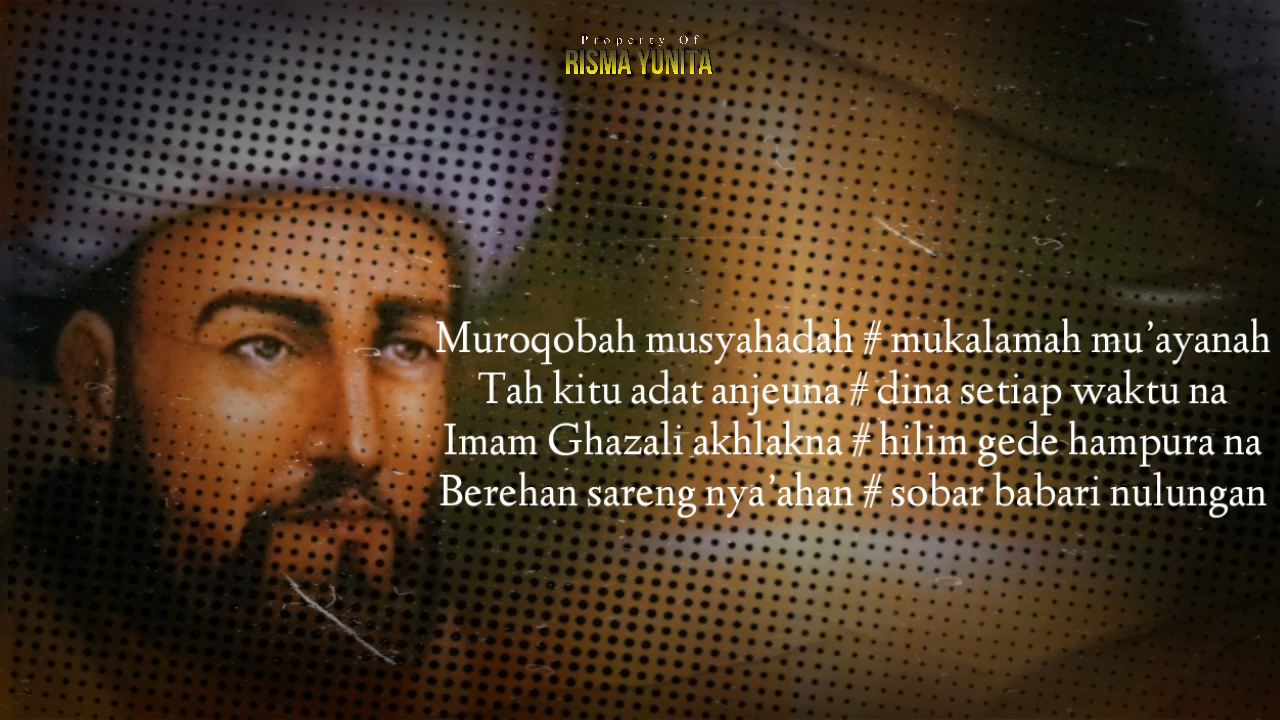 Property Of
RISMA YUNITA
Muroqobah musyahadah # mukalamah mu’ayanah
Tah kitu adat anjeuna # dina setiap waktu na
Imam Ghazali akhlakna # hilim gede hampura na
Berehan sareng nya’ahan # sobar babari nulungan